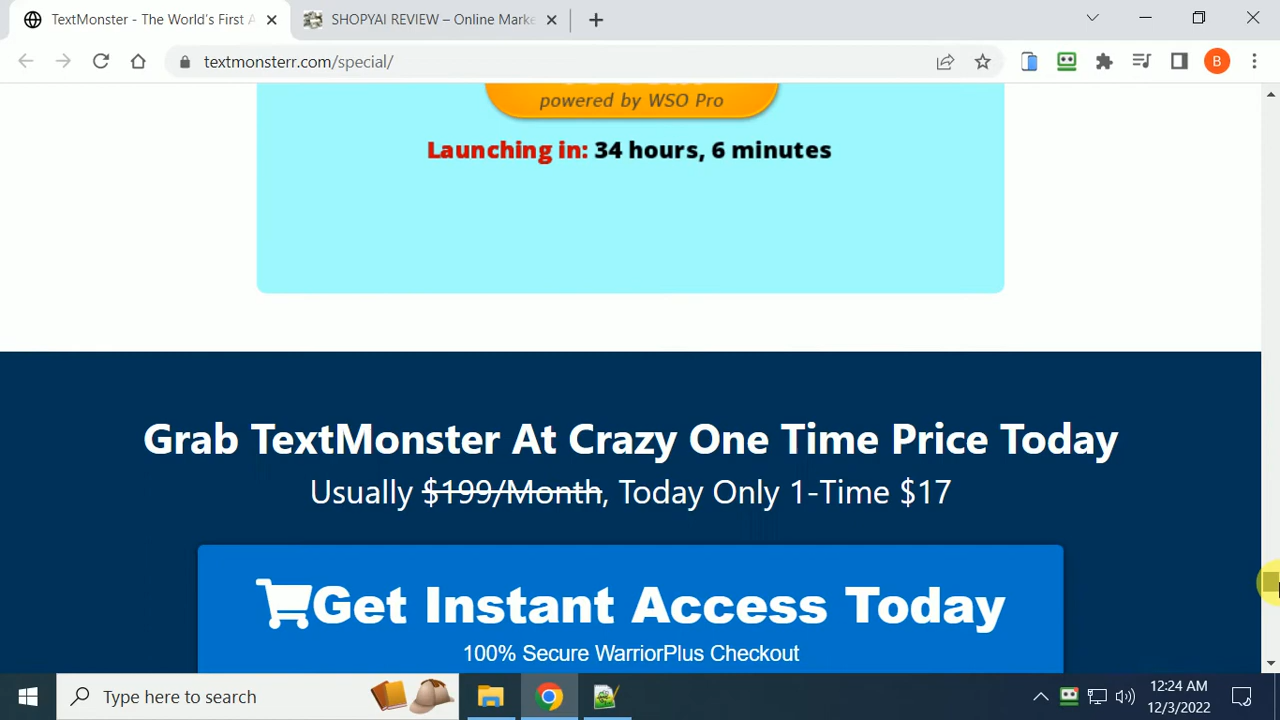 TextMonster - The World's First A
SHOPYAI REVIEW – Online Marke
textmonsterr.com/special/
B
powered by WSO Pro
Launching in: 34 hours, 6 minutes
Grab TextMonster At Crazy One Time Price Today
Usually $199/Month, Today Only 1-Time $17
Get Instant Access Today
100% Secure WarriorPlus Checkout
Type here to search
12:24 AM
12/3/2022